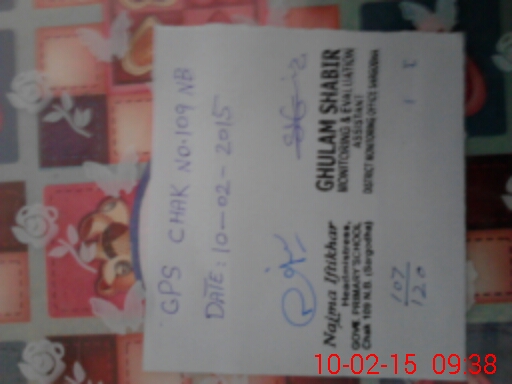 GPS CHAK NO:109 NB
DATE: 10-02-2015
Najma Iftikhar
Headmistress,
GOVT. PRIMARY SCHOOL
Chak 109 N.B. (Sargodha)
GHULAM SHABIR
MONITORING & EVALUATION
ASSISTANT
DISTRICT MONITORING OFFICE SARGODHA
107
120
10-02-15 09:38